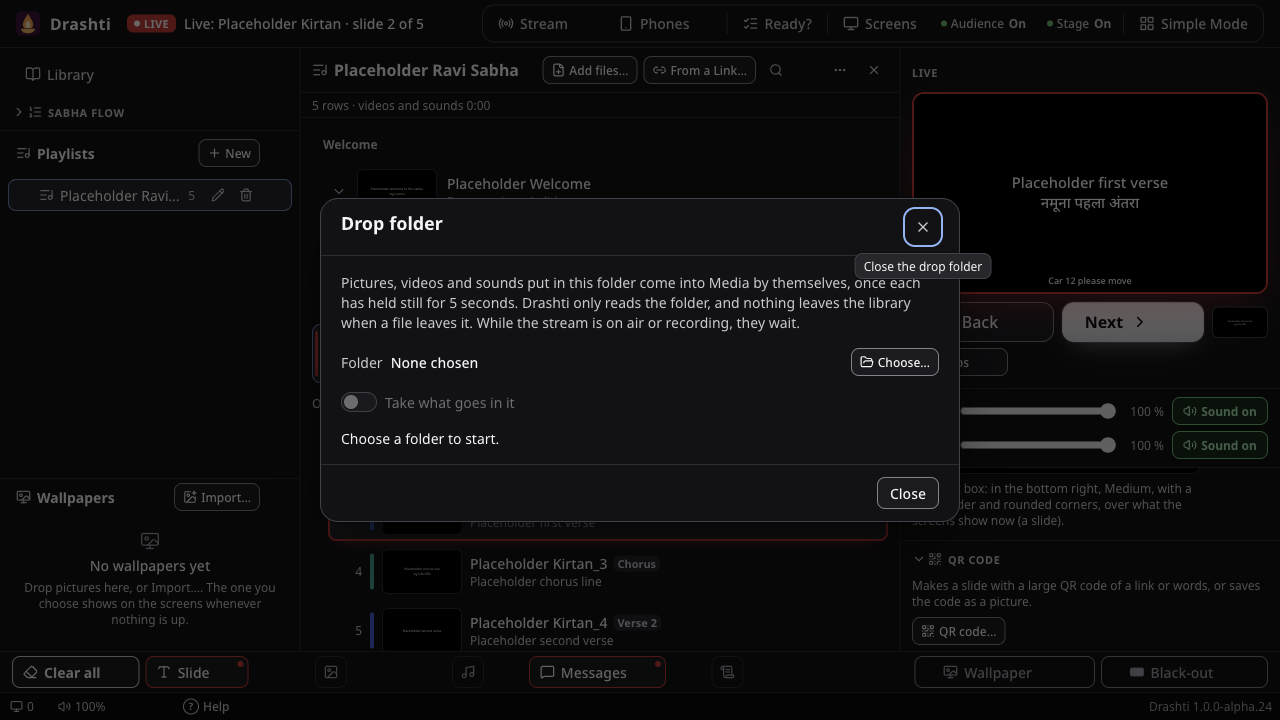 Drashti
LIVE
Live: Placeholder Kirtan · slide 2 of 5
Stream
Phones
Ready?
Screens
Audience On
Stage On
Simple Mode
Library
SABHA FLOW
Playlists
New
Placeholder Ravi... 5
Placeholder Ravi Sabha
Add files...
From a Link...
5 rows · videos and sounds 0:00
Welcome
Placeholder Welcome
LIVE
Placeholder first verse
नमूना पहला अंतरा
Car 12 please move
Drop folder
Close the drop folder
Pictures, videos and sounds put in this folder come into Media by themselves, once each
has held still for 5 seconds. Drashti only reads the folder, and nothing leaves the library
when a file leaves it. While the stream is on air or recording, they wait.
Folder None chosen
Choose...
Take what goes in it
Choose a folder to start.
Close
Back
Next
100 %
Sound on
100 %
Sound on
box: in the bottom right, Medium, with a
and rounded corners, over what the
screens show now (a slide).
QR CODE
Makes a slide with a large QR code of a link or words, or saves
the code as a picture.
QR code...
Placeholder first verse
4
Placeholder Kirtan_3 Chorus
Placeholder chorus line
5
Placeholder Kirtan_4 Verse 2
Placeholder second verse
Wallpapers
Import...
No wallpapers yet
Drop pictures here, or Import.... The one you
choose shows on the screens whenever
nothing is up.
Clear all
Slide
Messages
Wallpaper
Black-out
0
100%
Help
Drashti 1.0.0-alpha.24